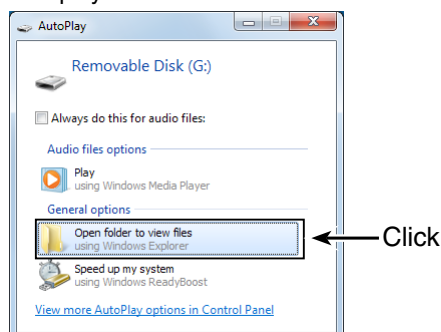 AutoPlay
Removable Disk (G:)
Always do this for audio files:
Audio files options
Play
using Windows Media Player
General options
Open folder to view files
using Windows Explorer
Click
Speed up my system
using Windows ReadyBoost
View more AutoPlay options in Control Panel